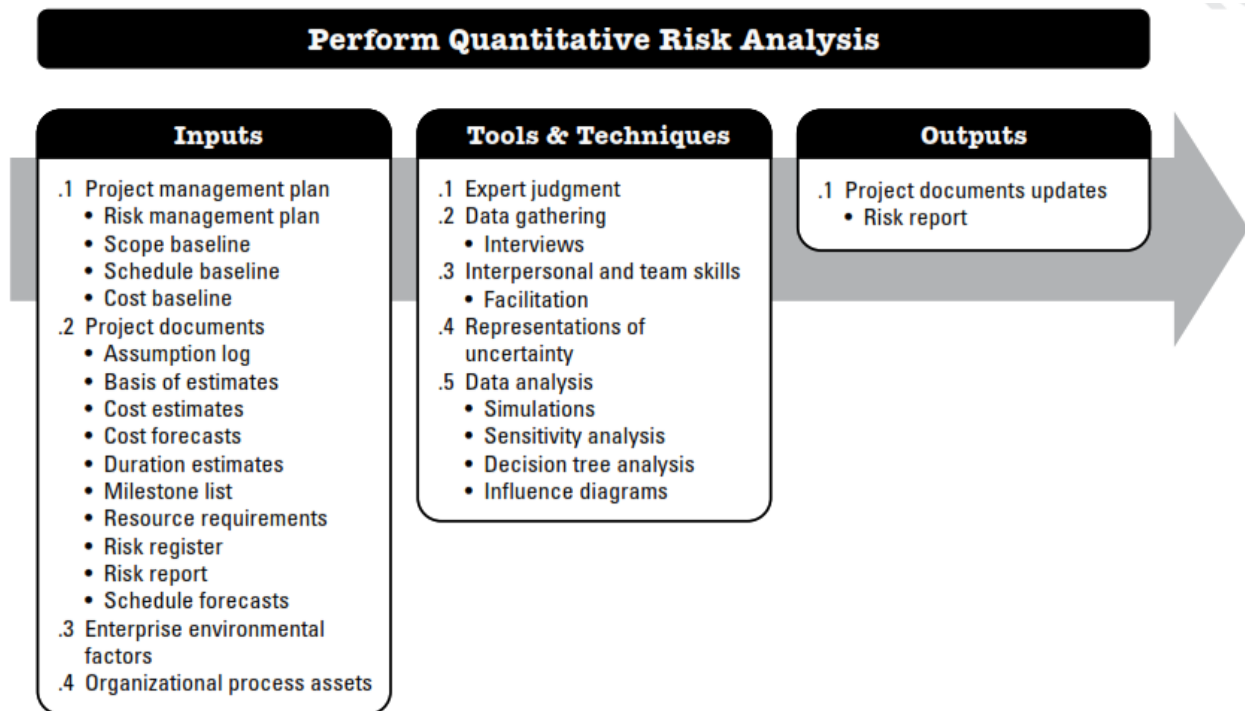 Perform Quantitative Risk Analysis
Inputs
.1 Project management plan
• Risk management plan
• Scope baseline
• Schedule baseline
• Cost baseline
.2 Project documents
• Assumption log
• Basis of estimates
• Cost estimates
• Cost forecasts
• Duration estimates
• Milestone list
• Resource requirements
• Risk register
• Risk report
• Schedule forecasts
.3 Enterprise environmental
factors
.4 Organizational process assets
Tools & Techniques
.1 Expert judgment
.2 Data gathering
• Interviews
.3 Interpersonal and team skills
• Facilitation
.4 Representations of
uncertainty
.5 Data analysis
• Simulations
• Sensitivity analysis
• Decision tree analysis
• Influence diagrams
Outputs
.1 Project documents updates
• Risk report